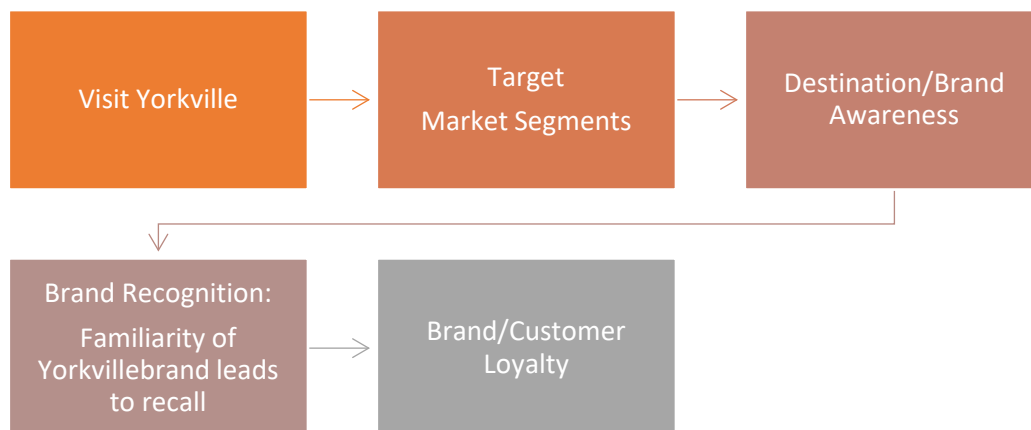 Visit Yorkville
Target
Market Segments
Destination/Brand
Awareness
Brand Recognition:
Familiarity of
Yorkvillebrand leads
to recall
Brand/Customer
Loyalty